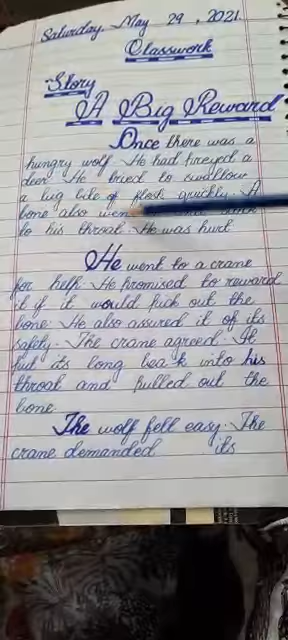 Saturday, May 29, 2021.
Classwork
Story
A Big Reward
Once there was a
hungry wolf. He had preyed a
deer. He tried to swallow
a big bite of flesh quickly. A
bone also went
to his throat. He was hurt
He went to a crane
for help. He promised to reward
it if it would pick out the
bone. He also assured it of its
safety. The crane agreed. It
put its long beak into his
throat and pulled out the
bone.
The wolf fell easy. The
crane demanded its